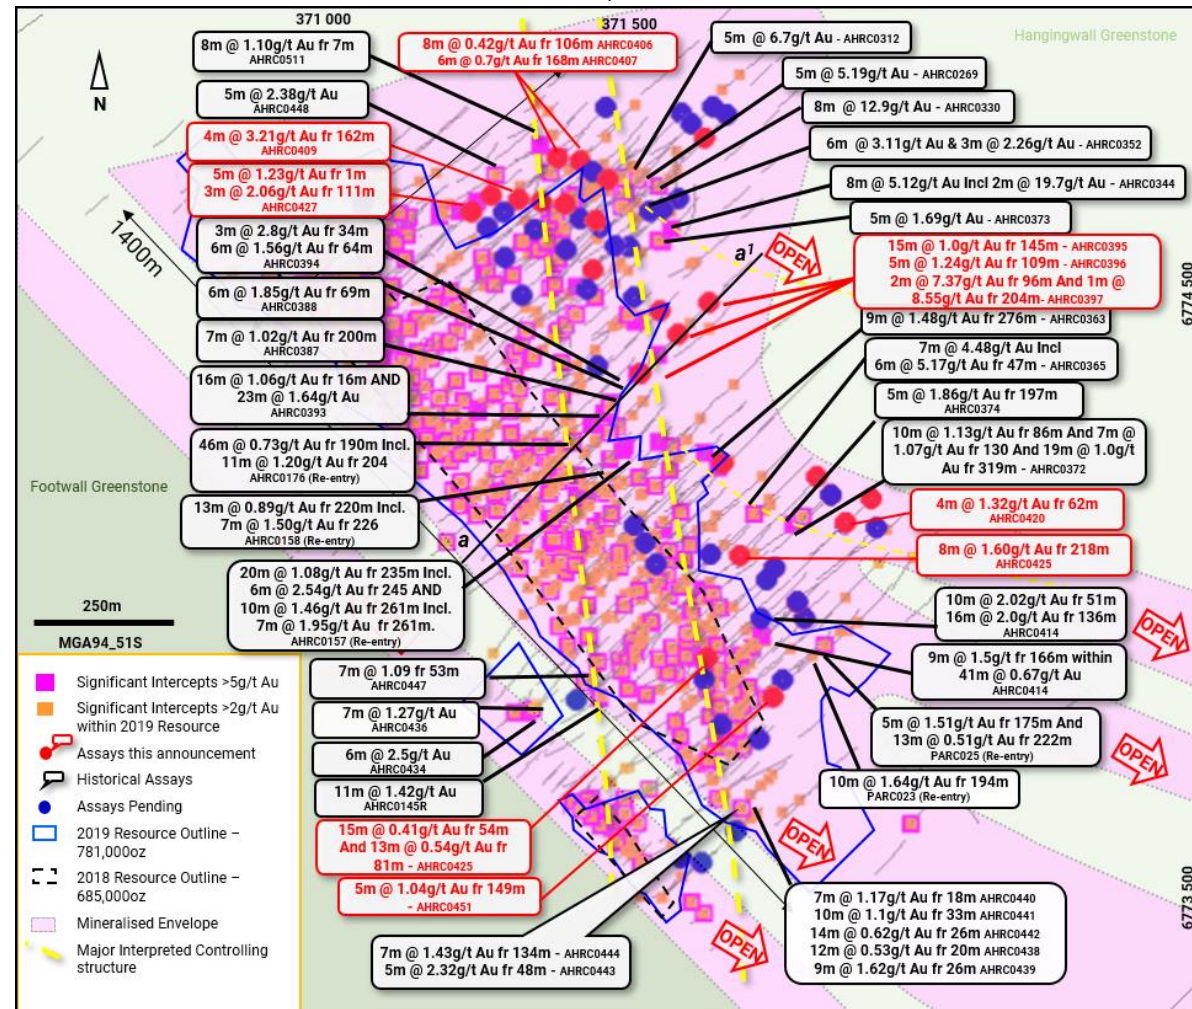 371 000
371 500
Hangingwall Greenstone
N
8m @ 1.10g/t Au fr 7m
AHRC0511
8m @ 0.42g/t Au fr 106m AHRC0406
6m @ 0.7g/t Au fr 168m AHRC0407
5m @ 6.7g/t Au - AHRC0312
5m @ 5.19g/t Au - AHRC0269
5m @ 2.38g/t Au
AHRC0448
8m @ 12.9g/t Au - AHRC0330
4m @ 3.21g/t Au fr 162m
AHRC0409
6m @ 3.11g/t Au & 3m @ 2.26g/t Au - AHRC0352
5m @ 1.23g/t Au fr 1m
3m @ 2.06g/t Au fr 111m
AHRC0427
8m @ 5.12g/t Au Incl 2m @ 19.7g/t Au - AHRC0344
5m @ 1.69g/t Au - AHRC0373
1400m
3m @ 2.8g/t Au fr 34m
6m @ 1.56g/t Au fr 64m
AHRC0394
a¹
OPEN
15m @ 1.0g/t Au fr 145m - AHRC0395
5m @ 1.24g/t Au fr 109m - AHRC0396
2m @ 7.37g/t Au fr 96m And 1m @
8.55g/t Au fr 204m- AHRC0397
6774 500
6m @ 1.85g/t Au fr 69m
AHRC0388
9m @ 1.48g/t Au fr 276m - AHRC0363
7m @ 1.02g/t Au fr 200m
AHRC0387
7m @ 4.48g/t Au Incl
6m @ 5.17g/t Au fr 47m - AHRC0365
16m @ 1.06g/t Au fr 16m AND
23m @ 1.64g/t Au
AHRC0393
5m @ 1.86g/t Au fr 197m
AHRC0374
46m @ 0.73g/t Au fr 190m Incl.
11m @ 1.20g/t Au fr 204
AHRC0176 (Re-entry)
10m @ 1.13g/t Au fr 86m And 7m @
1.07g/t Au fr 130 And 19m @ 1.0g/t
Au fr 319m - AHRC0372
Footwall Greenstone
13m @ 0.89g/t Au fr 220m Incl.
7m @ 1.50g/t Au fr 226
AHRC0158 (Re-entry)
4m @ 1.32g/t Au fr 62m
AHRC0420
a
8m @ 1.60g/t Au fr 218m
AHRC0425
20m @ 1.08g/t Au fr 235m Incl.
6m @ 2.54g/t Au fr 245 AND
10m @ 1.46g/t Au fr 261m Incl.
7m @ 1.95g/t Au fr 261m.
AHRC0157 (Re-entry)
250m
MGA94_51S
10m @ 2.02g/t Au fr 51m
16m @ 2.0g/t Au fr 136m
AHRC0414
OPEN
9m @ 1.5g/t fr 166m within
41m @ 0.67g/t Au
AHRC0414
7m @ 1.09 fr 53m
AHRC0447
7m @ 1.27g/t Au
AHRC0436
5m @ 1.51g/t Au fr 175m And
13m @ 0.51g/t Au fr 222m
PARC025 (Re-entry)
OPEN
6m @ 2.5g/t Au
AHRC0434
10m @ 1.64g/t Au fr 194m
PARC023 (Re-entry)
11m @ 1.42g/t Au
AHRC0145R
15m @ 0.41g/t Au fr 54m
And 13m @ 0.54g/t Au fr
81m - AHRC0425
OPEN
5m @ 1.04g/t Au fr 149m
- AHRC0451
7m @ 1.17g/t Au fr 18m AHRC0440
10m @ 1.1g/t Au fr 33m AHRC0441
14m @ 0.62g/t Au fr 26m AHRC0442
12m @ 0.53g/t Au fr 20m AHRC0438
9m @ 1.62g/t Au fr 26m AHRC0439
6773 500
OPEN
7m @ 1.43g/t Au fr 134m - AHRC0444
5m @ 2.32g/t Au fr 48m - AHRC0443
Significant Intercepts >5g/t Au
Significant Intercepts >2g/t Au
within 2019 Resource
Assays this announcement
Historical Assays
Assays Pending
2019 Resource Outline –
781,000oz
2018 Resource Outline –
685,000oz
Mineralised Envelope
Major Interpreted Controlling
structure